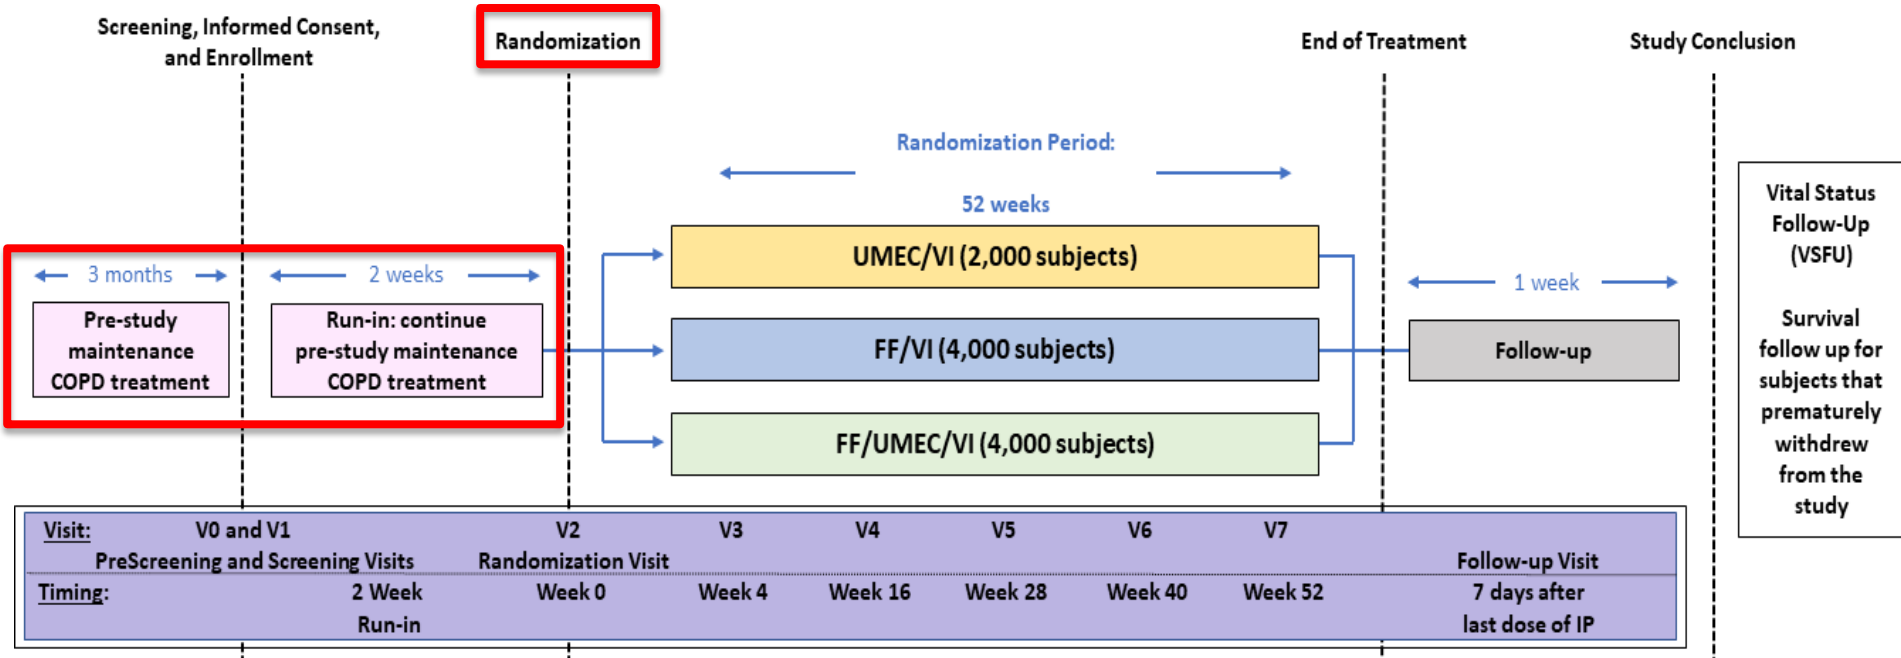 Screening, Informed Consent,
and Enrollment
Randomization
End of Treatment
Study Conclusion
Randomization Period:
52 weeks
3 months
2 weeks
Pre-study
maintenance
COPD treatment
Run-in: continue
pre-study maintenance
COPD treatment
UMEC/VI (2,000 subjects)
FF/VI (4,000 subjects)
FF/UMEC/VI (4,000 subjects)
1 week
Follow-up
Vital Status
Follow-Up
(VSFU)
Survival
follow up for
subjects that
prematurely
withdrew
from the
study
Visit: V0 and V1 V2 V3 V4 V5 V6 V7
PreScreening and Screening Visits Randomization Visit Follow-up Visit
Timing: 2 Week Week 0 Week 4 Week 16 Week 28 Week 40 Week 52 7 days after
Run-in last dose of IP